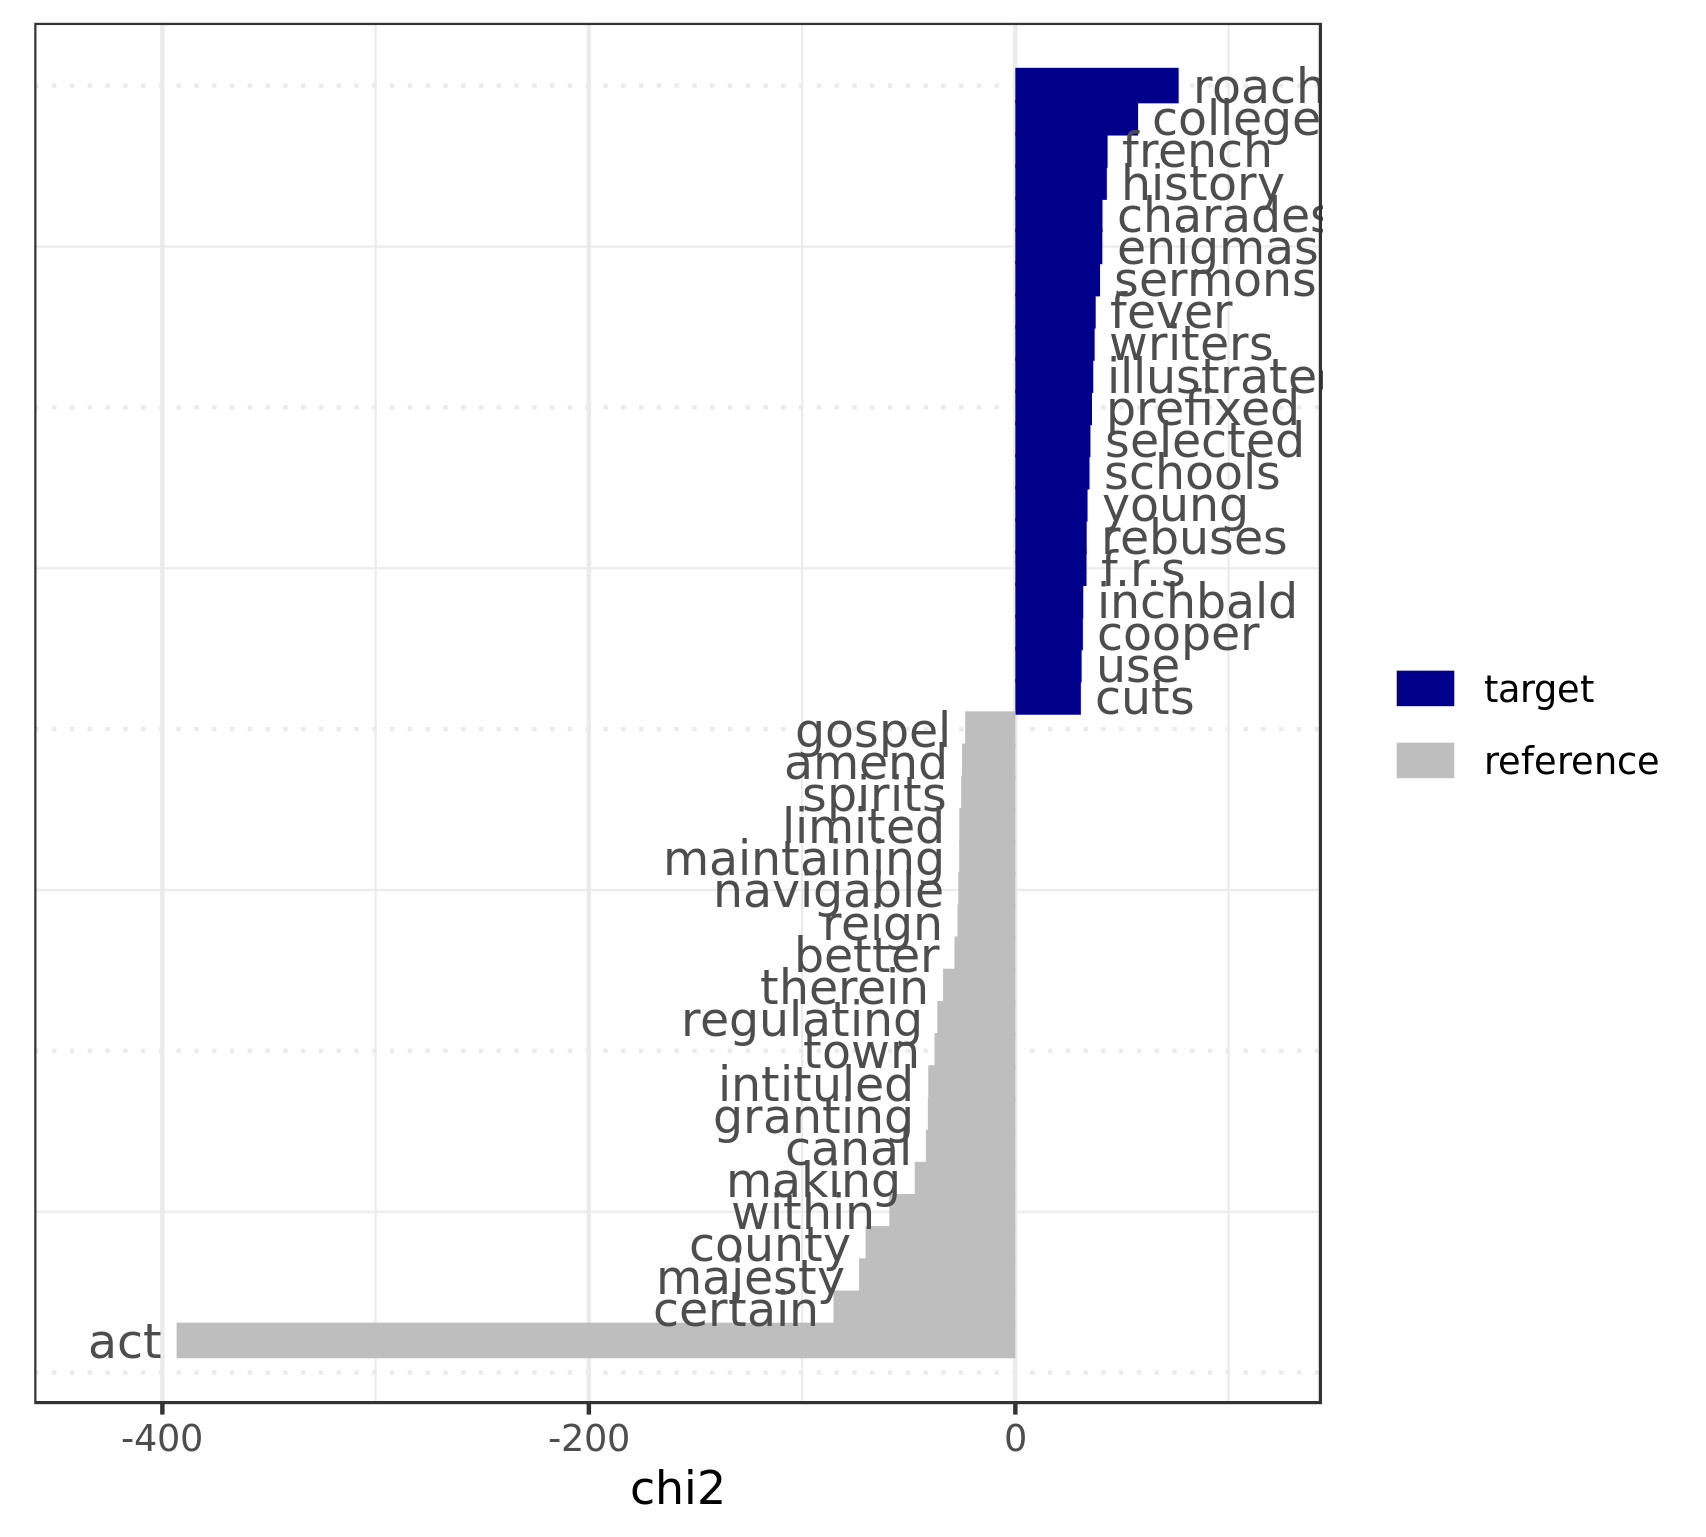 roach
college
french
history
charades
enigmas
sermons
fever
writers
illustrate
prefixed
selected
schools
young
rebuses
f.r.s
inchbald
cooper
use
cuts
gospel
amend
spirits
limited
maintaining
navigable
reign
better
therein
regulating
town
intituled
granting
canal
making
within
county
majesty
certain
act
target
reference
-400
-200
0
chi2